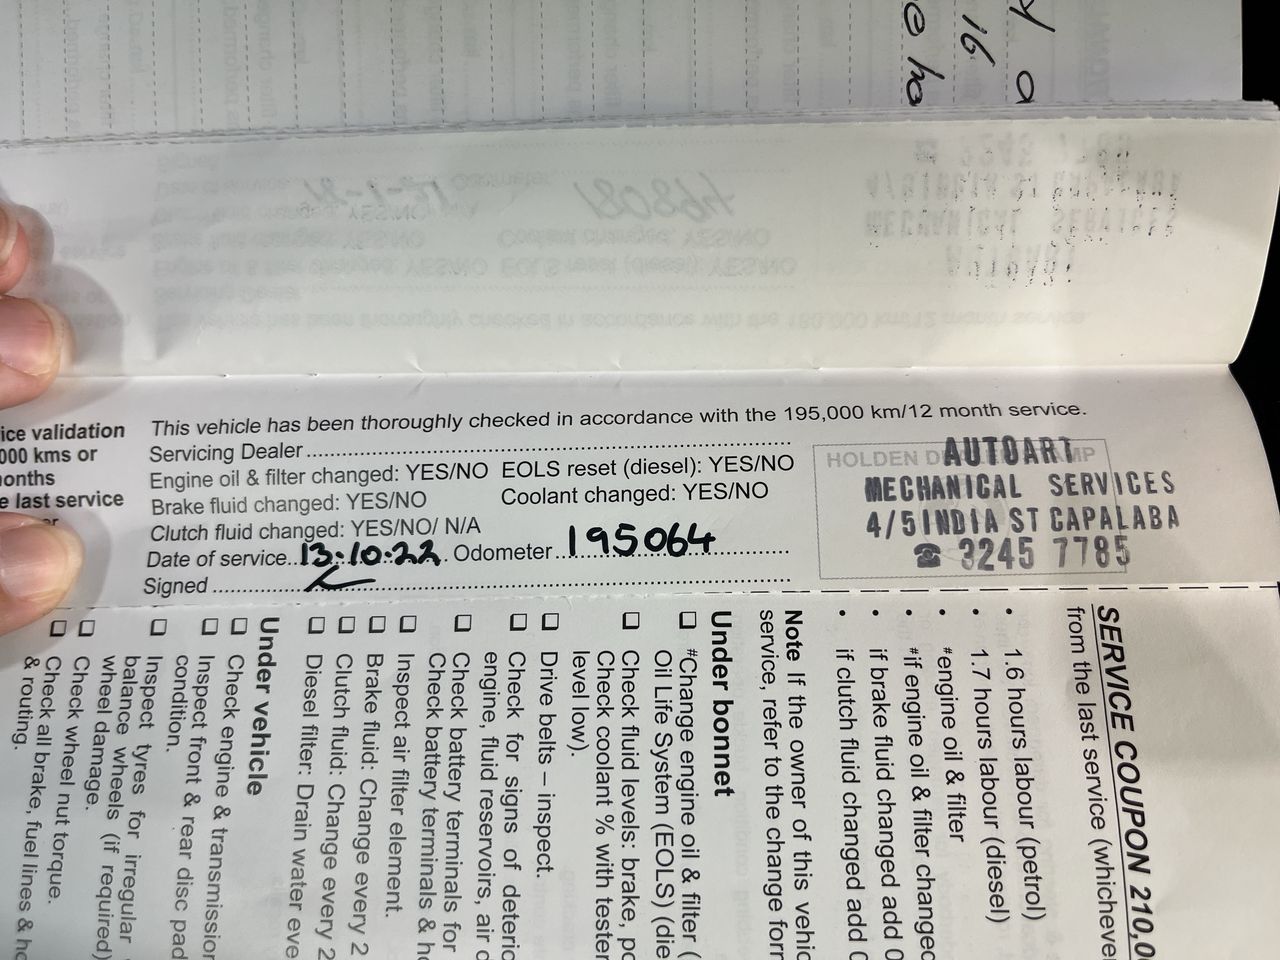 This vehicle has been thoroughly checked in accordance with the 195,000 km/12 month service.
Servicing Dealer
Engine oil & filter changed: YES/NO EOLS reset (diesel): YES/NO
Brake fluid changed: YES/NO Coolant changed: YES/NO
Clutch fluid changed: YES/NO/ N/A
Date of service 13.10.22 Odometer 195064
Signed
HOLDEN
AUTOART
MECHANICAL SERVICES
4/5 INDIA ST CAPALABA
☎ 3245 7785
ice validation
000 kms or
months
e last service
SERVICE COUPON 210,0
from the last service (whichever
• 1.6 hours labour (petrol)
• 1.7 hours labour (diesel)
• #engine oil & filter
• #if engine oil & filter changed
• if brake fluid changed add 0
• if clutch fluid changed add 0
Note If the owner of this vehic
service, refer to the change form
Under bonnet
☐ #Change engine oil & filter (
Oil Life System (EOLS) (die
☐ Check fluid levels: brake, po
Check coolant % with tester
level low).
☐ Drive belts – inspect.
☐ Check for signs of deterio
engine, fluid reservoirs, air
☐ Check battery terminals for
Check battery terminals & ho
☐ Inspect air filter element.
☐ Brake fluid: Change every 2
☐ Clutch fluid: Change every 2
☐ Diesel filter: Drain water eve
Under vehicle
☐ Check engine & transmission
☐ Inspect front & rear disc pad
condition.
☐ Inspect tyres for irregular
balance wheels (if required)
wheel damage.
☐ Check wheel nut torque.
☐ Check all brake, fuel lines & ho
& routing.
16
e ho